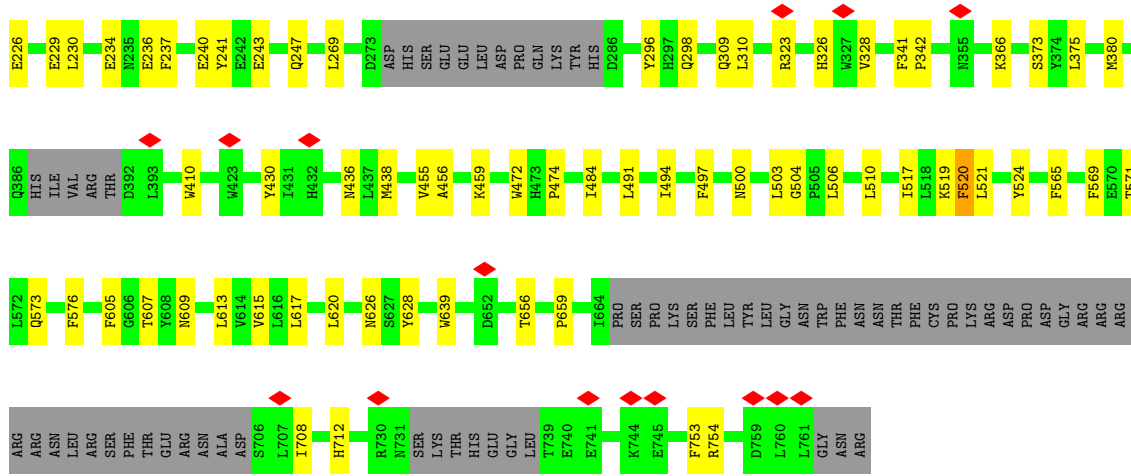 E226 E229 L230 E234 N235 E236 F237 E240 Y241 E242 E243 Q247 L269 D273 ASP HIS SER GLU GLU LEU ASP PRO GLN LYS TYR HIS D286 Y296 H297 Q298 Q309 L310 R323 H326 W327 V328 F341 P342 N355 K366 S373 Y374 L375 M380
Q386 HIS ILE VAL ARG THR D392 L393 W410 W423 Y430 I431 H432 N436 L437 M438 V455 A456 K459 W472 H473 P474 I484 L491 I494 F497 N500 L503 G504 P505 L506 L510 I517 L518 K519 F520 L521 Y524 F565 F569 E570 T571
L572 Q573 F576 F605 G606 T607 Y608 N609 L613 V614 V615 L616 L617 L620 N626 S627 Y628 W639 D652 T656 P659 I664 PRO SER PRO LYS SER PHE LEU TYR LEU GLY ASN TRP PHE ASN ASN THR PHE CYS PRO LYS ARG ASP PRO ASP GLY ARG ARG ARG
ARG ARG ASN LEU ARG SER PHE THR GLU ARG ASN ALA ASP S706 L707 I708 H712 R730 N731 SER LYS THR HIS GLU GLY LEU T739 E740 E741 K744 E745 F753 R754 D759 L760 L761 GLY ASN ARG